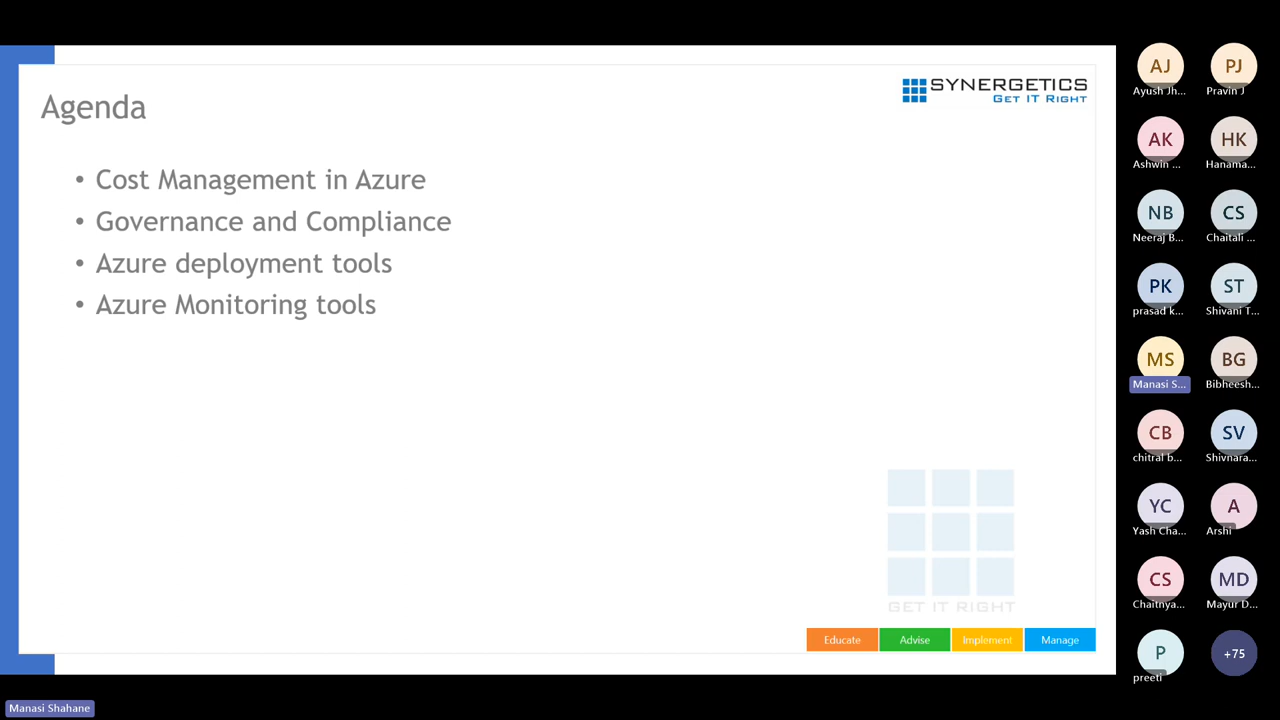 Agenda
SYNERGETICS
GET IT RIGHT
• Cost Management in Azure
• Governance and Compliance
• Azure deployment tools
• Azure Monitoring tools
GET IT RIGHT
Educate
Advise
Implement
Manage
AJ
Ayush Jh...
PJ
Pravin J
AK
Ashwin ...
HK
Hanama...
NB
Neeraj B...
CS
Chaitali ...
PK
prasad k...
ST
Shivani T...
MS
Manasi S...
BG
Bibheesh...
CB
chitral b...
SV
Shivnara...
YC
Yash Cha...
A
Arshi
CS
Chaitnya...
MD
Mayur D...
P
preeti
+75
Manasi Shahane